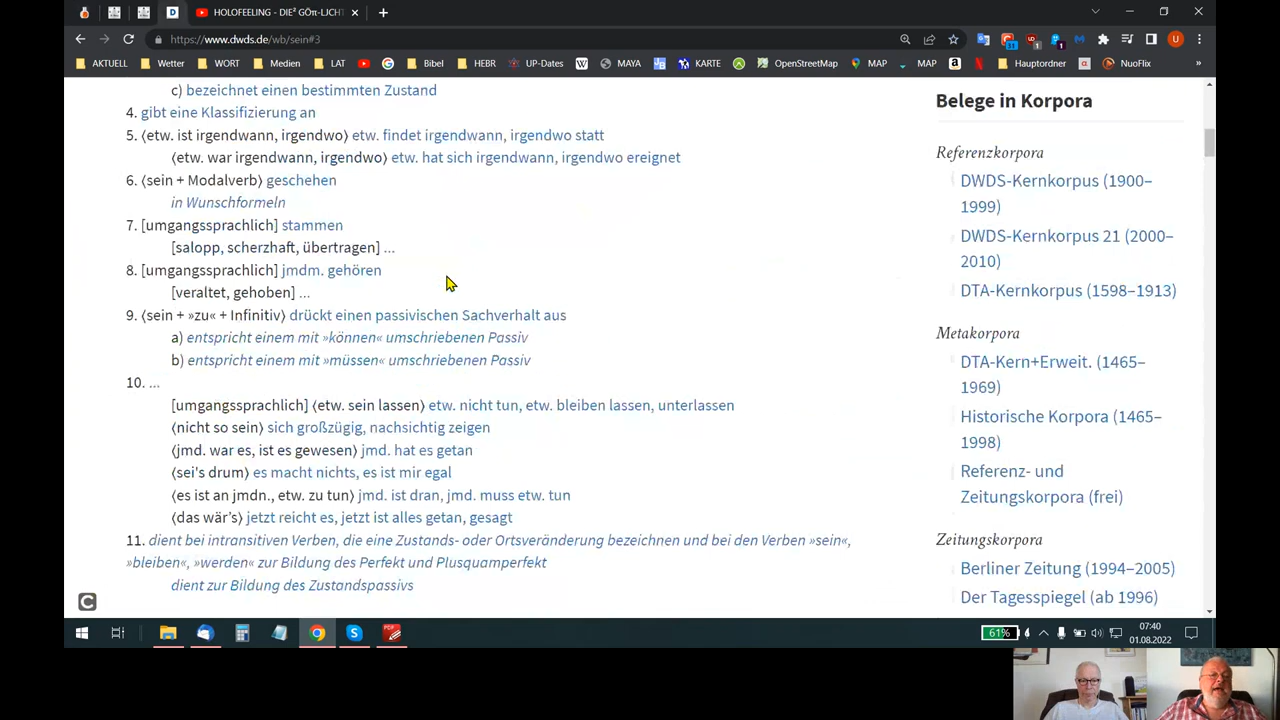 HOLOFEELING - DIE² GÖπ-LJCHT
https://www.dwds.de/wb/sein#3
AKTUELL Wetter WORT Medien LAT Bibel HEBR UP-Dates MAYA KARTE OpenStreetMap MAP MAP Hauptordner NuoFlix »
c) bezeichnet einen bestimmten Zustand
4. gibt eine Klassifizierung an
5. ⟨etw. ist irgendwann, irgendwo⟩ etw. findet irgendwann, irgendwo statt
⟨etw. war irgendwann, irgendwo⟩ etw. hat sich irgendwann, irgendwo ereignet
6. ⟨sein + Modalverb⟩ geschehen
in Wunschformeln
7. [umgangssprachlich] stammen
[salopp, scherzhaft, übertragen] ...
8. [umgangssprachlich] jmdm. gehören
[veraltet, gehoben] ...
9. ⟨sein + »zu« + Infinitiv⟩ drückt einen passivischen Sachverhalt aus
a) entspricht einem mit »können« umschriebenen Passiv
b) entspricht einem mit »müssen« umschriebenen Passiv
10. ...
[umgangssprachlich] ⟨etw. sein lassen⟩ etw. nicht tun, etw. bleiben lassen, unterlassen
⟨nicht so sein⟩ sich großzügig, nachsichtig zeigen
⟨jmd. war es, ist es gewesen⟩ jmd. hat es getan
⟨sei's drum⟩ es macht nichts, es ist mir egal
⟨es ist an jmdn., etw. zu tun⟩ jmd. ist dran, jmd. muss etw. tun
⟨das wär's⟩ jetzt reicht es, jetzt ist alles getan, gesagt
11. dient bei intransitiven Verben, die eine Zustands- oder Ortsveränderung bezeichnen und bei den Verben »sein«,
»bleiben«, »werden« zur Bildung des Perfekt und Plusquamperfekt
dient zur Bildung des Zustandspassivs
Belege in Korpora
Referenzkorpora
DWDS-Kernkorpus (1900–
1999)
DWDS-Kernkorpus 21 (2000–
2010)
DTA-Kernkorpus (1598–1913)
Metakorpora
DTA-Kern+Erweit. (1465–
1969)
Historische Korpora (1465–
1998)
Referenz- und
Zeitungskorpora (frei)
Zeitungskorpora
Berliner Zeitung (1994–2005)
Der Tagesspiegel (ab 1996)
61%
07:40
01.08.2022